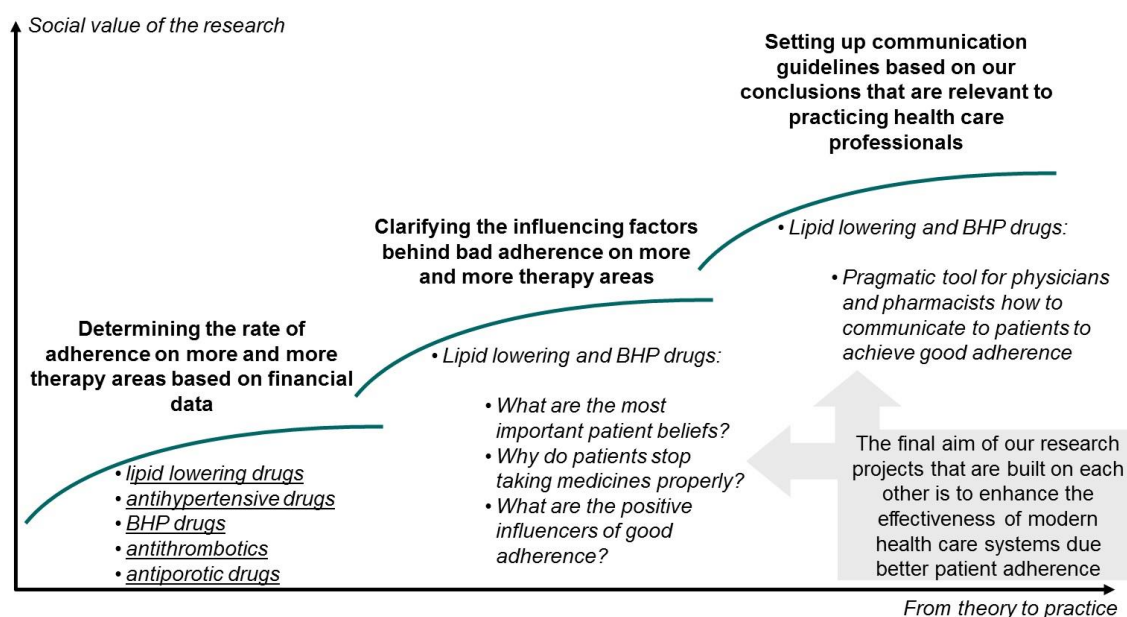 Social value of the research
Setting up communication
guidelines based on our
conclusions that are relevant to
practicing health care
professionals
Clarifying the influencing factors
behind bad adherence on more
and more therapy areas
• Lipid lowering and BHP drugs:
• Pragmatic tool for physicians
and pharmacists how to
communicate to patients to
achieve good adherence
Determining the rate of
adherence on more and more
therapy areas based on financial
data
• Lipid lowering and BHP drugs:
• What are the most
important patient beliefs?
• Why do patients stop
taking medicines properly?
• What are the positive
influencers of good
adherence?
• lipid lowering drugs
• antihypertensive drugs
• BHP drugs
• antithrombotics
• antiporotic drugs
The final aim of our research
projects that are built on each
other is to enhance the
effectiveness of modern
health care systems due
better patient adherence
From theory to practice